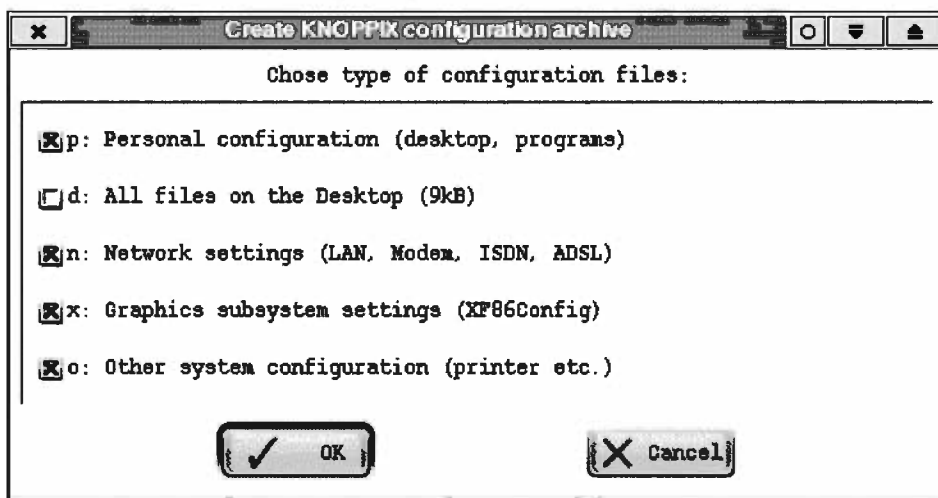 Create KNOPPIX configuration archive
Chose type of configuration files:
p: Personal configuration (desktop, programs)
d: All files on the Desktop (9kB)
n: Network settings (LAN, Modem, ISDN, ADSL)
x: Graphics subsystem settings (XF86Config)
o: Other system configuration (printer etc.)
OK
Cancel